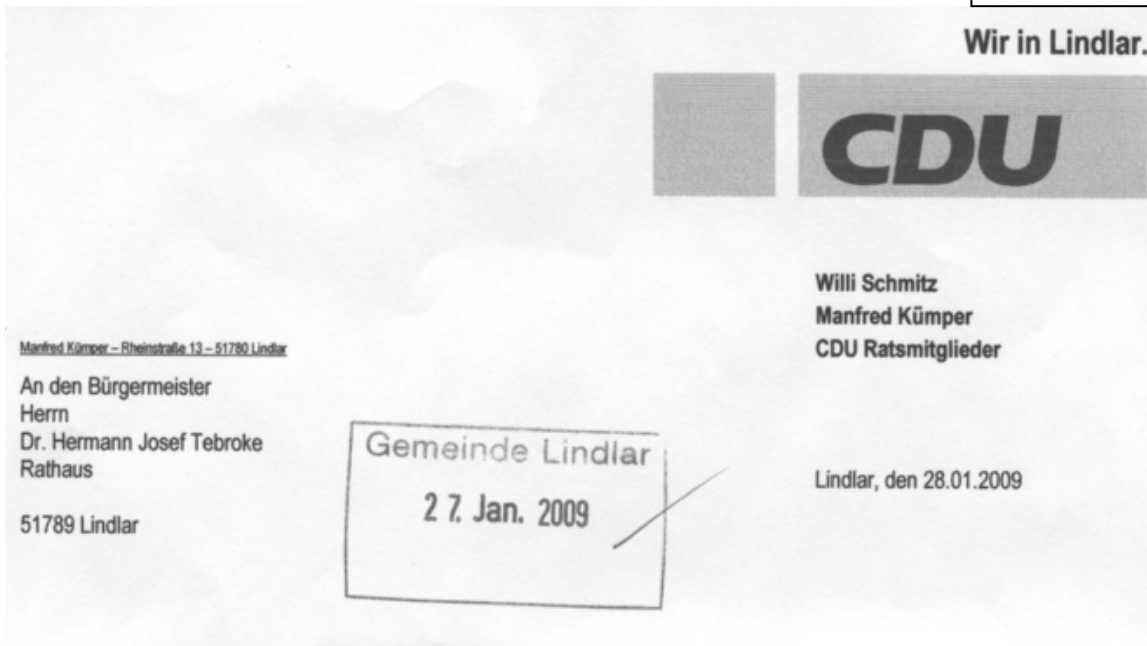 Wir in Lindlar.
CDU
Willi Schmitz
Manfred Kümper
CDU Ratsmitglieder
Manfred Kümper – Rheinstraße 13 – 51780 Lindlar
An den Bürgermeister
Herrn
Dr. Hermann Josef Tebroke
Rathaus
51789 Lindlar
Gemeinde Lindlar
27. Jan. 2009
Lindlar, den 28.01.2009